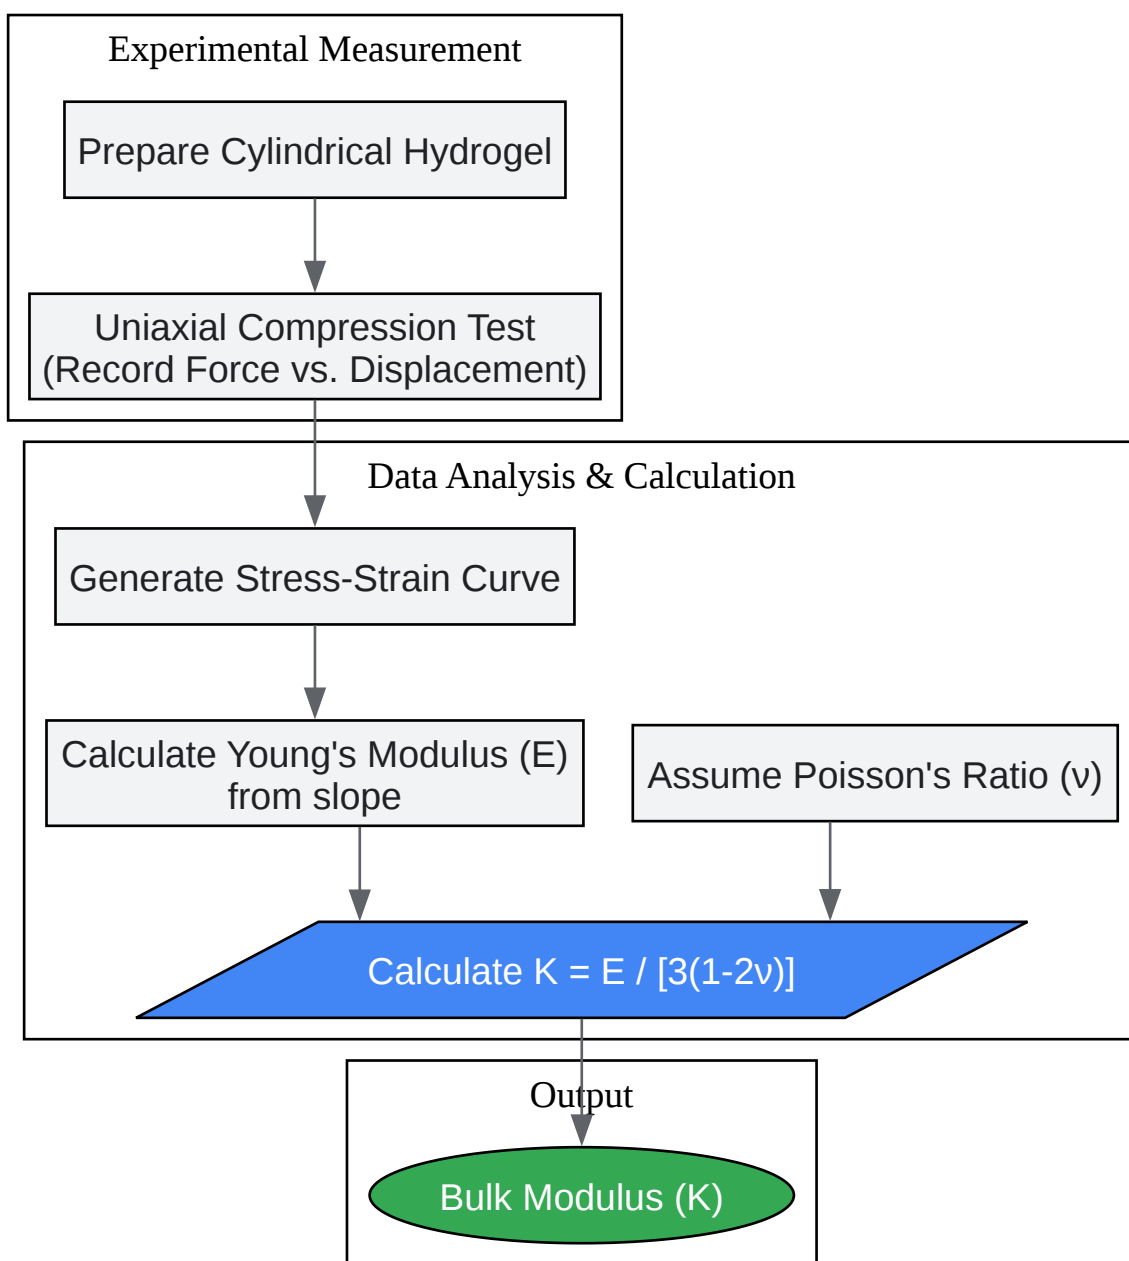 Experimental Measurement
Prepare Cylindrical Hydrogel
Uniaxial Compression Test
(Record Force vs. Displacement)
Data Analysis & Calculation
Generate Stress-Strain Curve
Calculate Young's Modulus (E)
from slope
Assume Poisson's Ratio (ν)
Calculate K = E / [3(1-2ν)]
Output
Bulk Modulus (K)